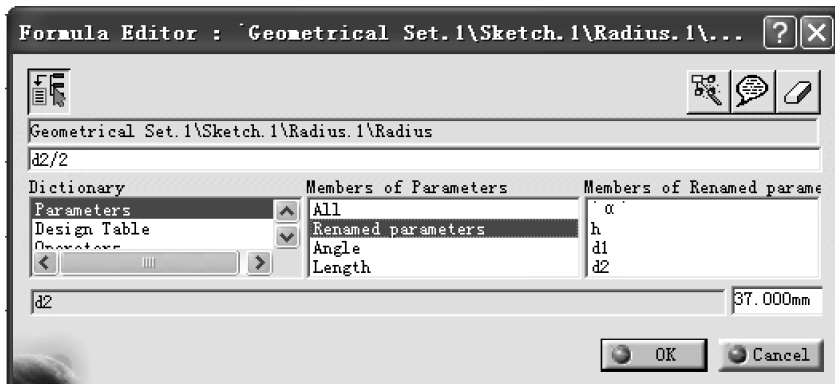 Formula Editor : `Geometrical Set.1\Sketch.1\Radius.1\...
Geometrical Set.1\Sketch.1\Radius.1\Radius
d2/2
Dictionary
Parameters
Design Table
Operators
Members of Parameters
All
Renamed parameters
Angle
Length
Members of Renamed parame
`α`
h
d1
d2
d2
37.000mm
OK
Cancel